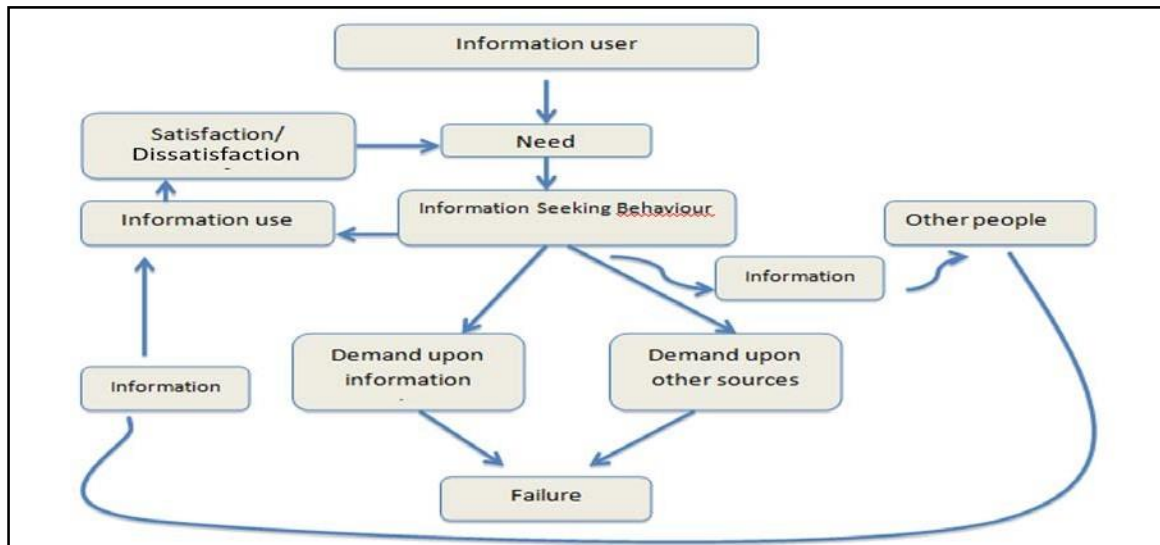 Information user
Satisfaction/
Dissatisfaction
Need
Information Seeking Behaviour
Information use
Other people
Information
Demand upon
information
Demand upon
other sources
Information
Failure